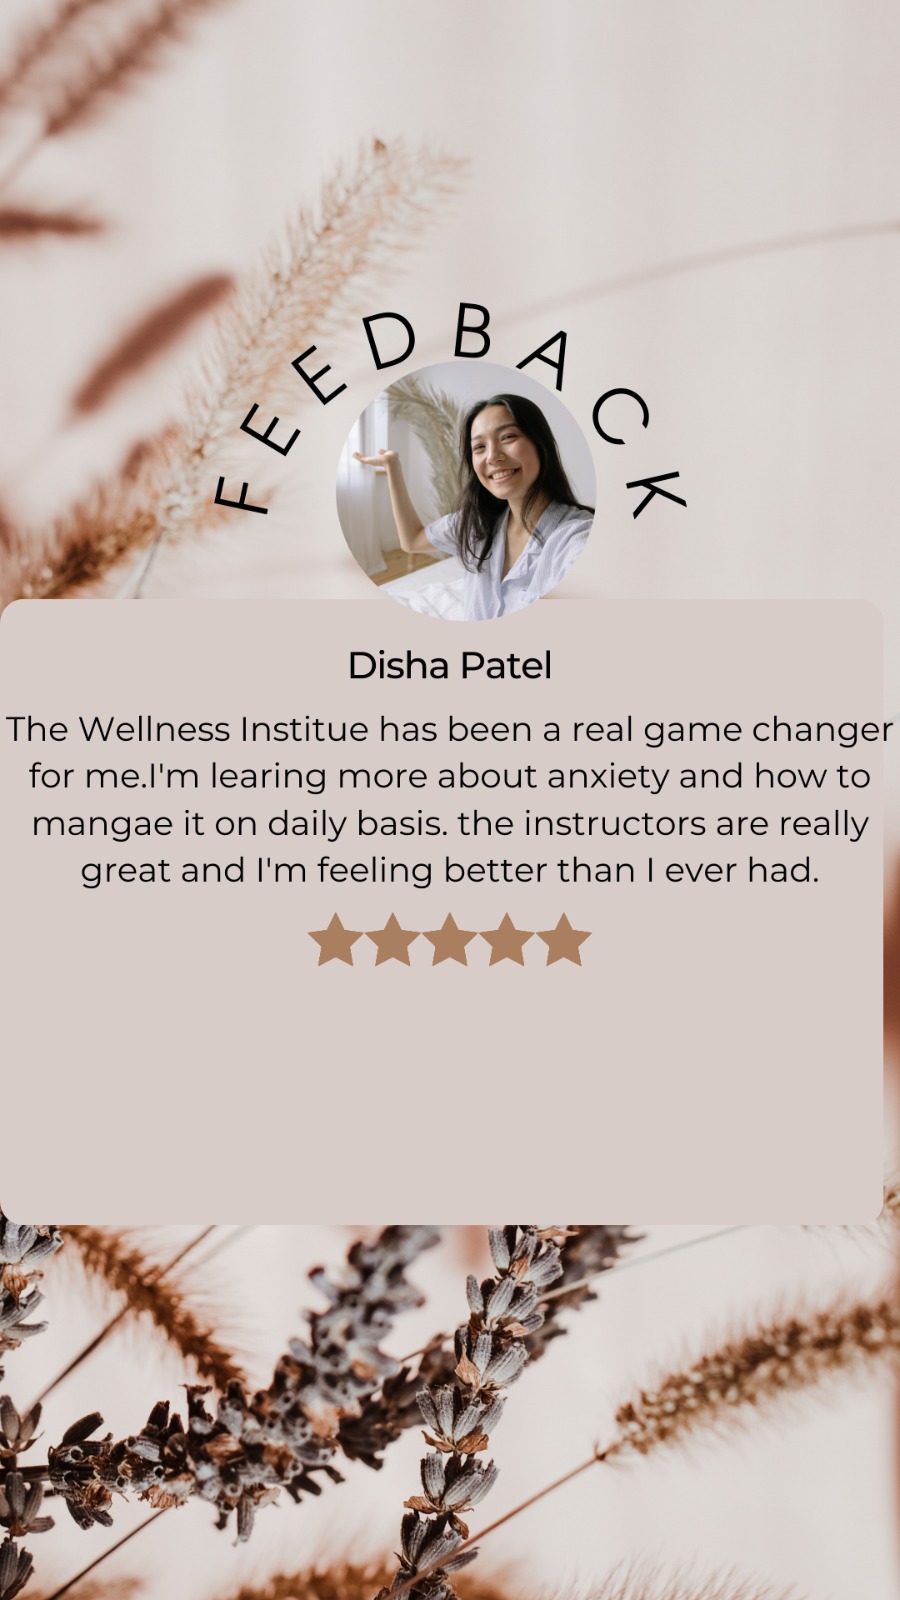 FEEDBACK
Disha Patel
The Wellness Institue has been a real game changer
for me.I'm learing more about anxiety and how to
mangae it on daily basis. the instructors are really
great and I'm feeling better than I ever had.